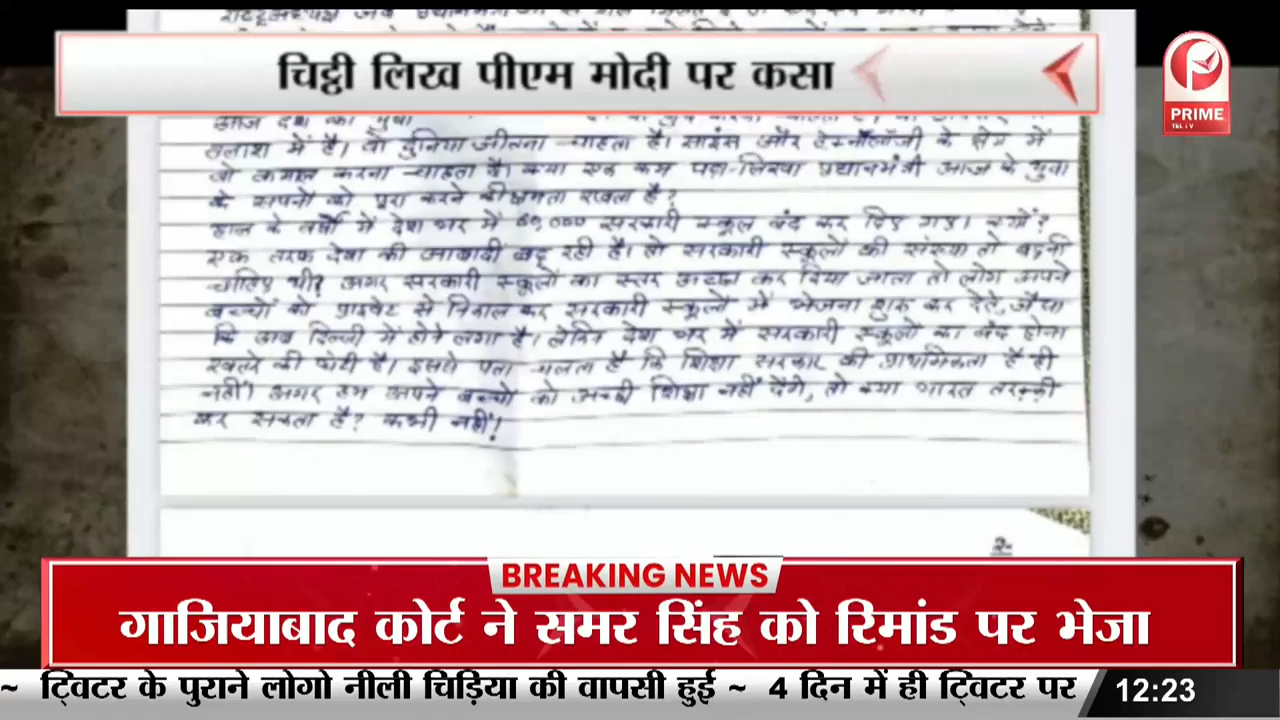 चिट्ठी लिख पीएम मोदी पर कसा
PRIME
TEL i V
आज देश का युवा
तलाश में है। वो दुनिया जीतना चाहता है। साइंस और टेक्नॉलॉजी के क्षेत्र में
वो कमाल करना चाहता है। क्या एक कम पढ़ा-लिखा प्रधानमंत्री आज के युवा
के सपनों को पूरा करने की क्षमता रखता है?
हाल के वर्षों में देश भर में 60,000 सरकारी स्कूल बंद कर दिए गए। क्यों?
एक तरफ देश की आबादी बढ़ रही है। तो सरकारी स्कूलों की संख्या तो बढ़नी
चाहिए थी? अगर सरकारी स्कूलों का स्तर अच्छा कर दिया जाता तो लोग अपने
बच्चों को प्राइवेट से निकाल कर सरकारी स्कूलों में भेजना शुरू कर देते, जैसा
कि अब दिल्ली में होने लगा है। लेकिन देश भर में सरकारी स्कूलों का बंद होना
खतरे की घंटी है। इससे पता चलता है कि शिक्षा सरकार की प्राथमिकता है ही
नहीं। अगर हम अपने बच्चों को अच्छी शिक्षा नहीं देंगे, तो क्या भारत तरक़्क़ी
कर सकता है? कभी नहीं!
2-
BREAKING NEWS
गाजियाबाद कोर्ट ने समर सिंह को रिमांड पर भेजा
~ ट्विटर के पुराने लोगो नीली चिड़िया की वापसी हुई ~ 4 दिन में ही ट्विटर पर
12:23